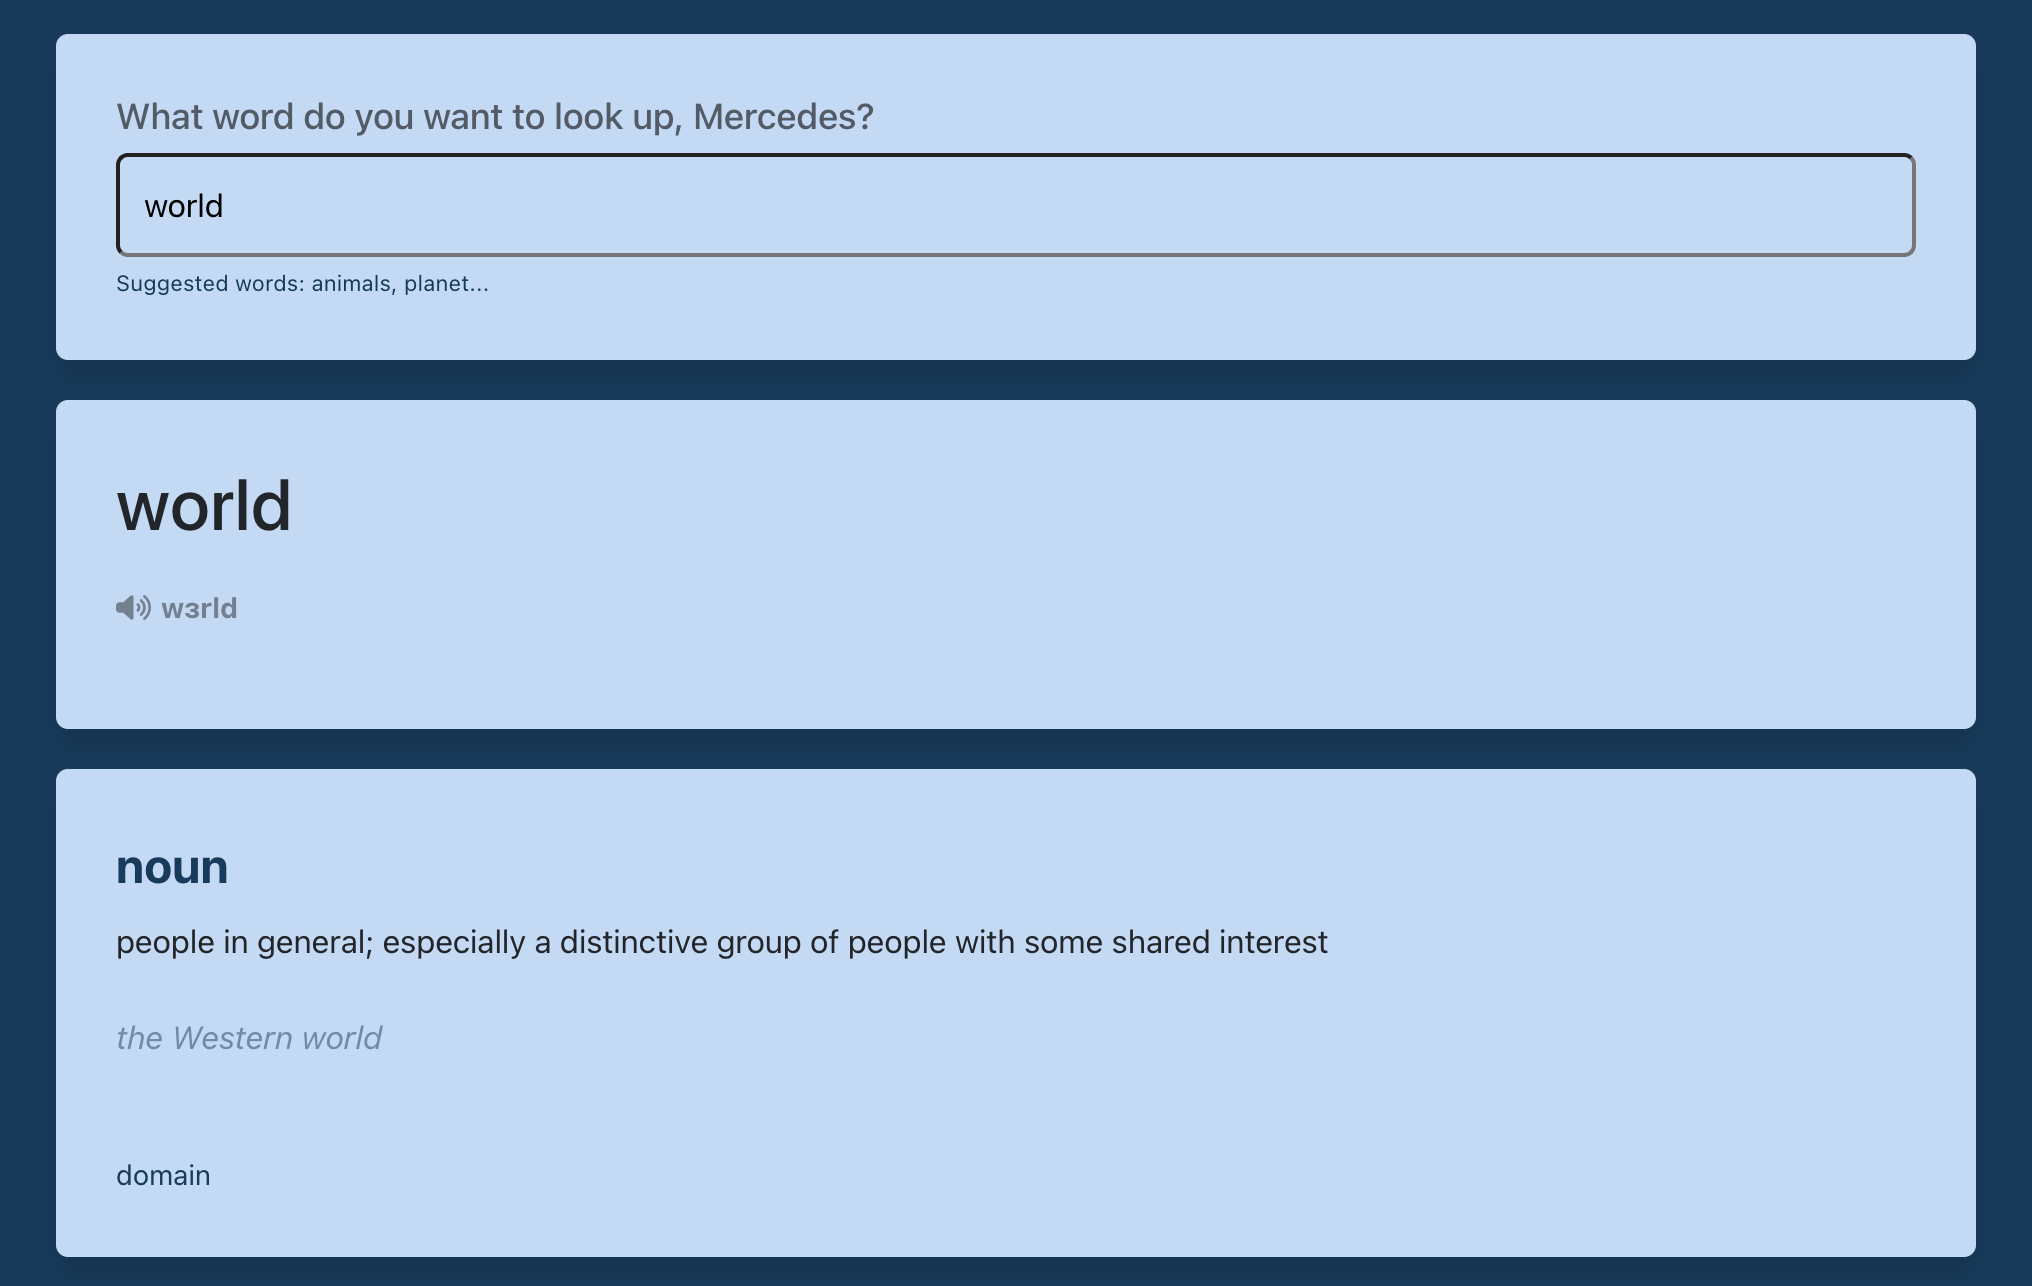 What word do you want to look up, Mercedes?
world
Suggested words: animals, planet...
world
wɜrld
noun
people in general; especially a distinctive group of people with some shared interest
the Western world
domain